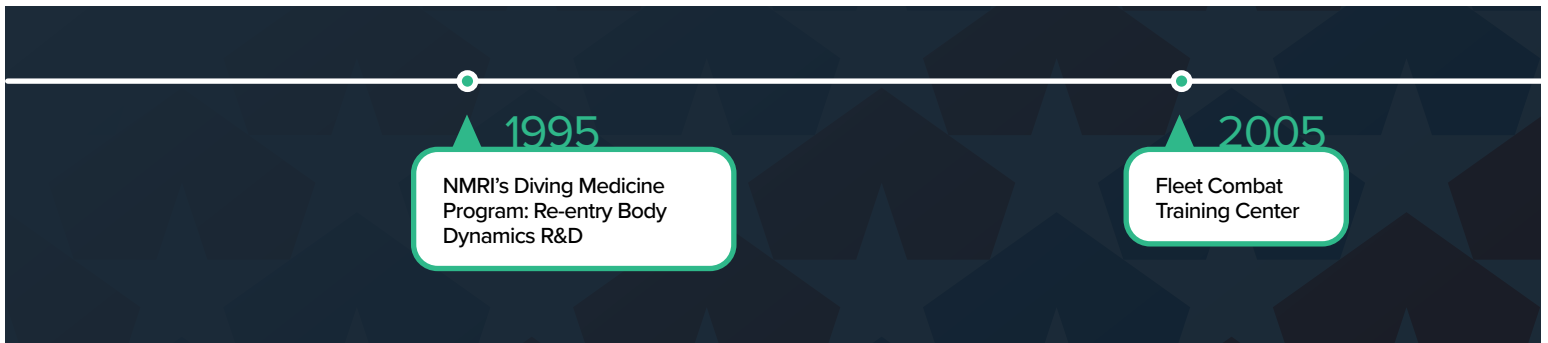 1995
NMRI’s Diving Medicine
Program: Re-entry Body
Dynamics R&D
2005
Fleet Combat
Training Center